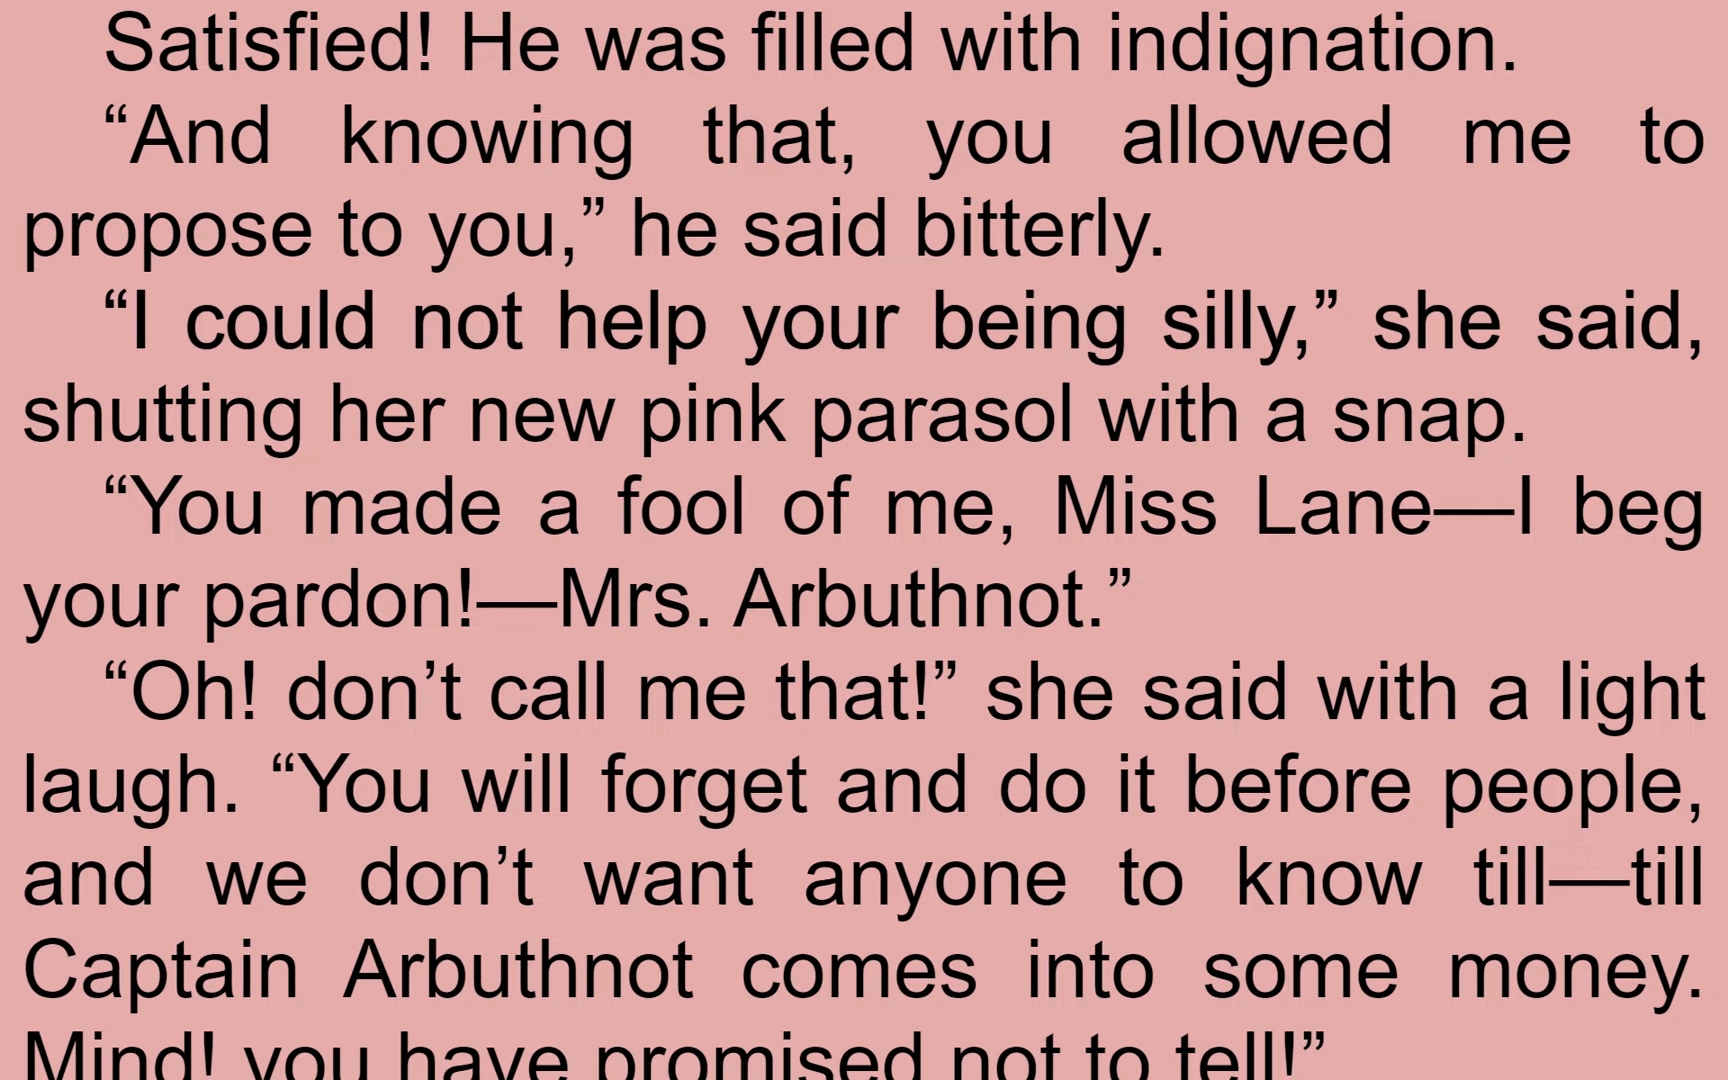 Satisfied! He was filled with indignation.
“And knowing that, you allowed me to
propose to you,” he said bitterly.
“I could not help your being silly,” she said,
shutting her new pink parasol with a snap.
“You made a fool of me, Miss Lane—I beg
your pardon!—Mrs. Arbuthnot.”
“Oh! don’t call me that!” she said with a light
laugh. “You will forget and do it before people,
and we don’t want anyone to know till—till
Captain Arbuthnot comes into some money.
Mind! you have promised not to tell!”